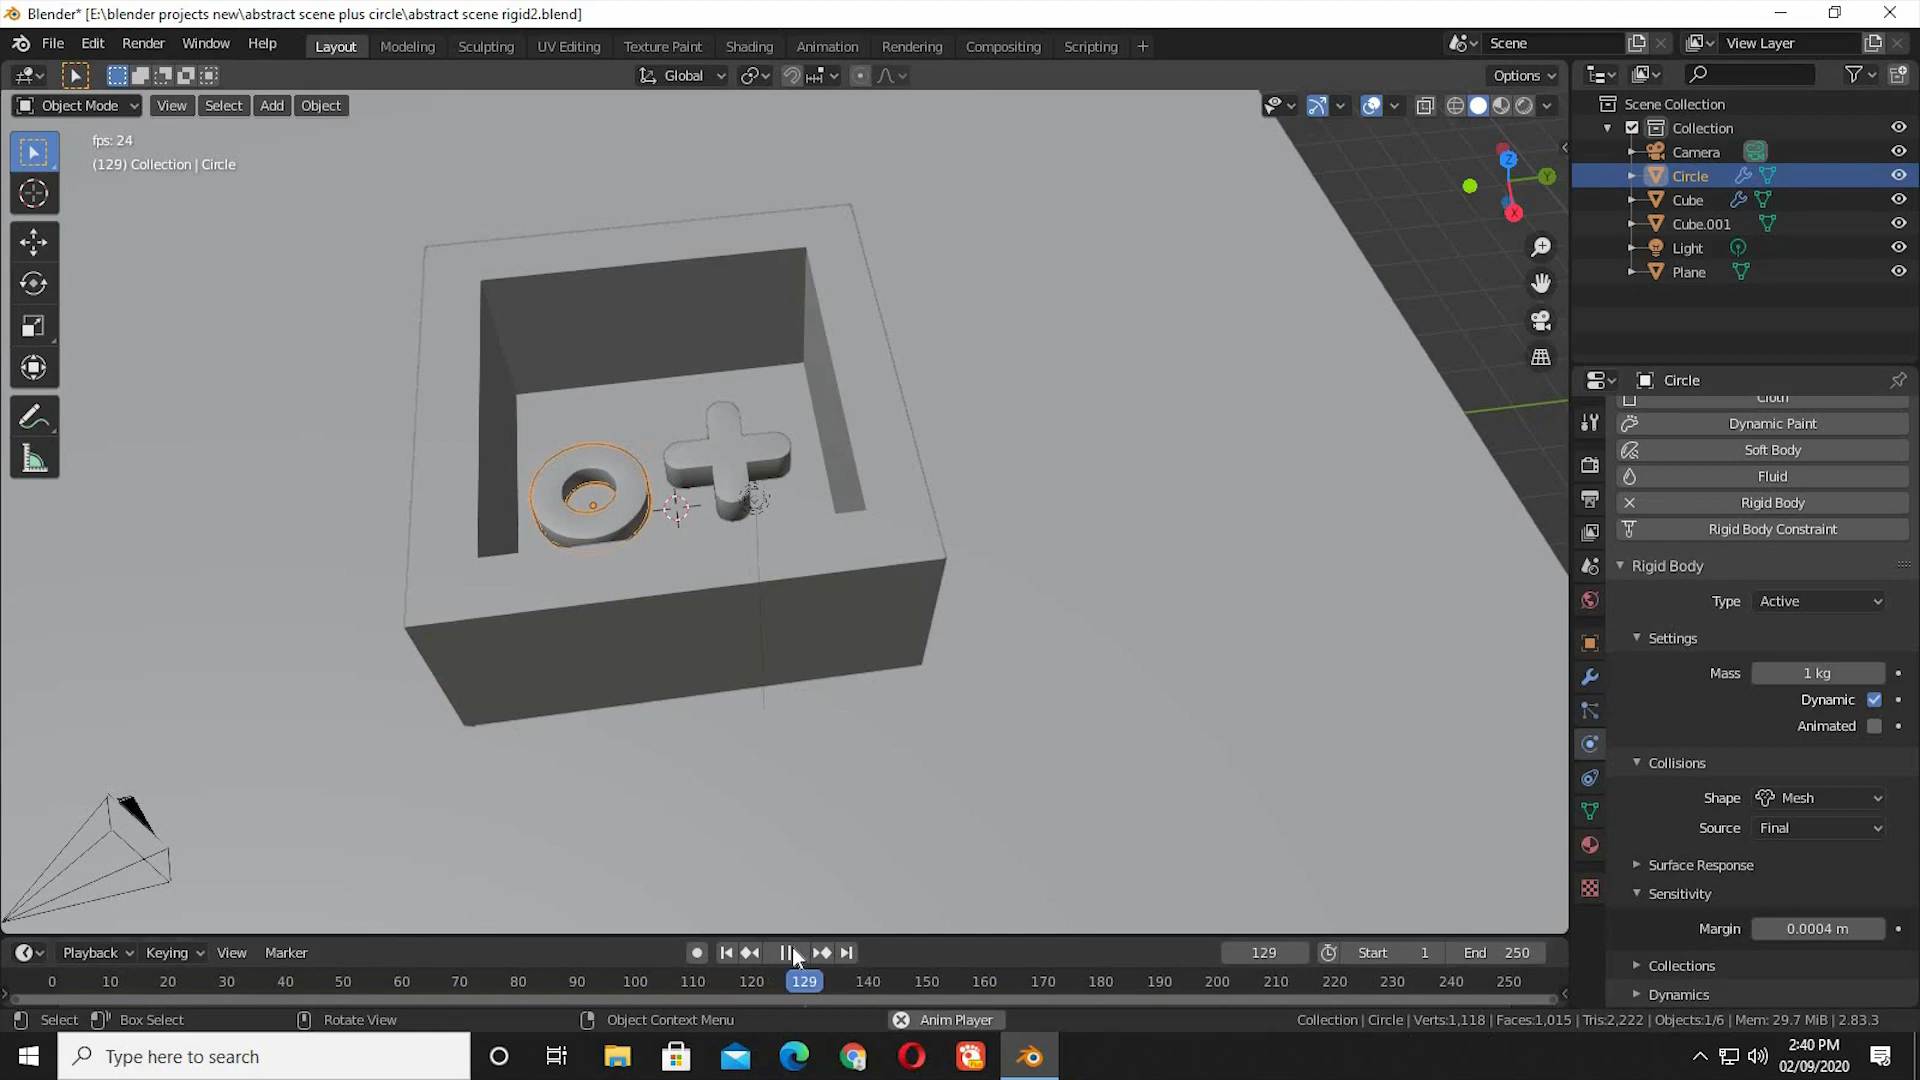 Blender* [E:\blender projects new\abstract scene plus circle\abstract scene rigid2.blend]
File Edit Render Window Help Layout Modeling Sculpting UV Editing Texture Paint Shading Animation Rendering Compositing Scripting + Scene View Layer
Global Options
Object Mode View Select Add Object
fps: 24
(129) Collection | Circle
Z
Y
X
Scene Collection
Collection
Camera
Circle
Cube
Cube.001
Light
Plane
Circle
Cloth
Dynamic Paint
Soft Body
Fluid
Rigid Body
Rigid Body Constraint
Rigid Body
Type Active
Settings
Mass 1 kg
Dynamic
Animated
Collisions
Shape Mesh
Source Final
Surface Response
Sensitivity
Margin 0.0004 m
Collections
Dynamics
Playback Keying View Marker 129 Start 1 End 250
0 10 20 30 40 50 60 70 80 90 100 110 120 129 140 150 160 170 180 190 200 210 220 230 240 250
Select Box Select Rotate View Object Context Menu Anim Player Collection | Circle | Verts:1,118 | Faces:1,015 | Tris:2,222 | Objects:1/6 | Mem: 29.7 MiB | 2.83.3
Type here to search
2:40 PM
02/09/2020